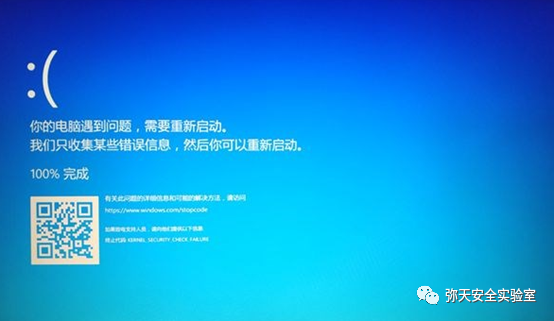 :(
你的电脑遇到问题，需要重新启动。
我们只收集某些错误信息，然后你可以重新启动。
100% 完成
有关此问题的详细信息和可能的解决方法，请访问
https://www.windows.com/stopcode
如果致电支持人员，请向他们提供以下信息:
终止代码: KERNEL_SECURITY_CHECK_FAILURE
弥天安全实验室